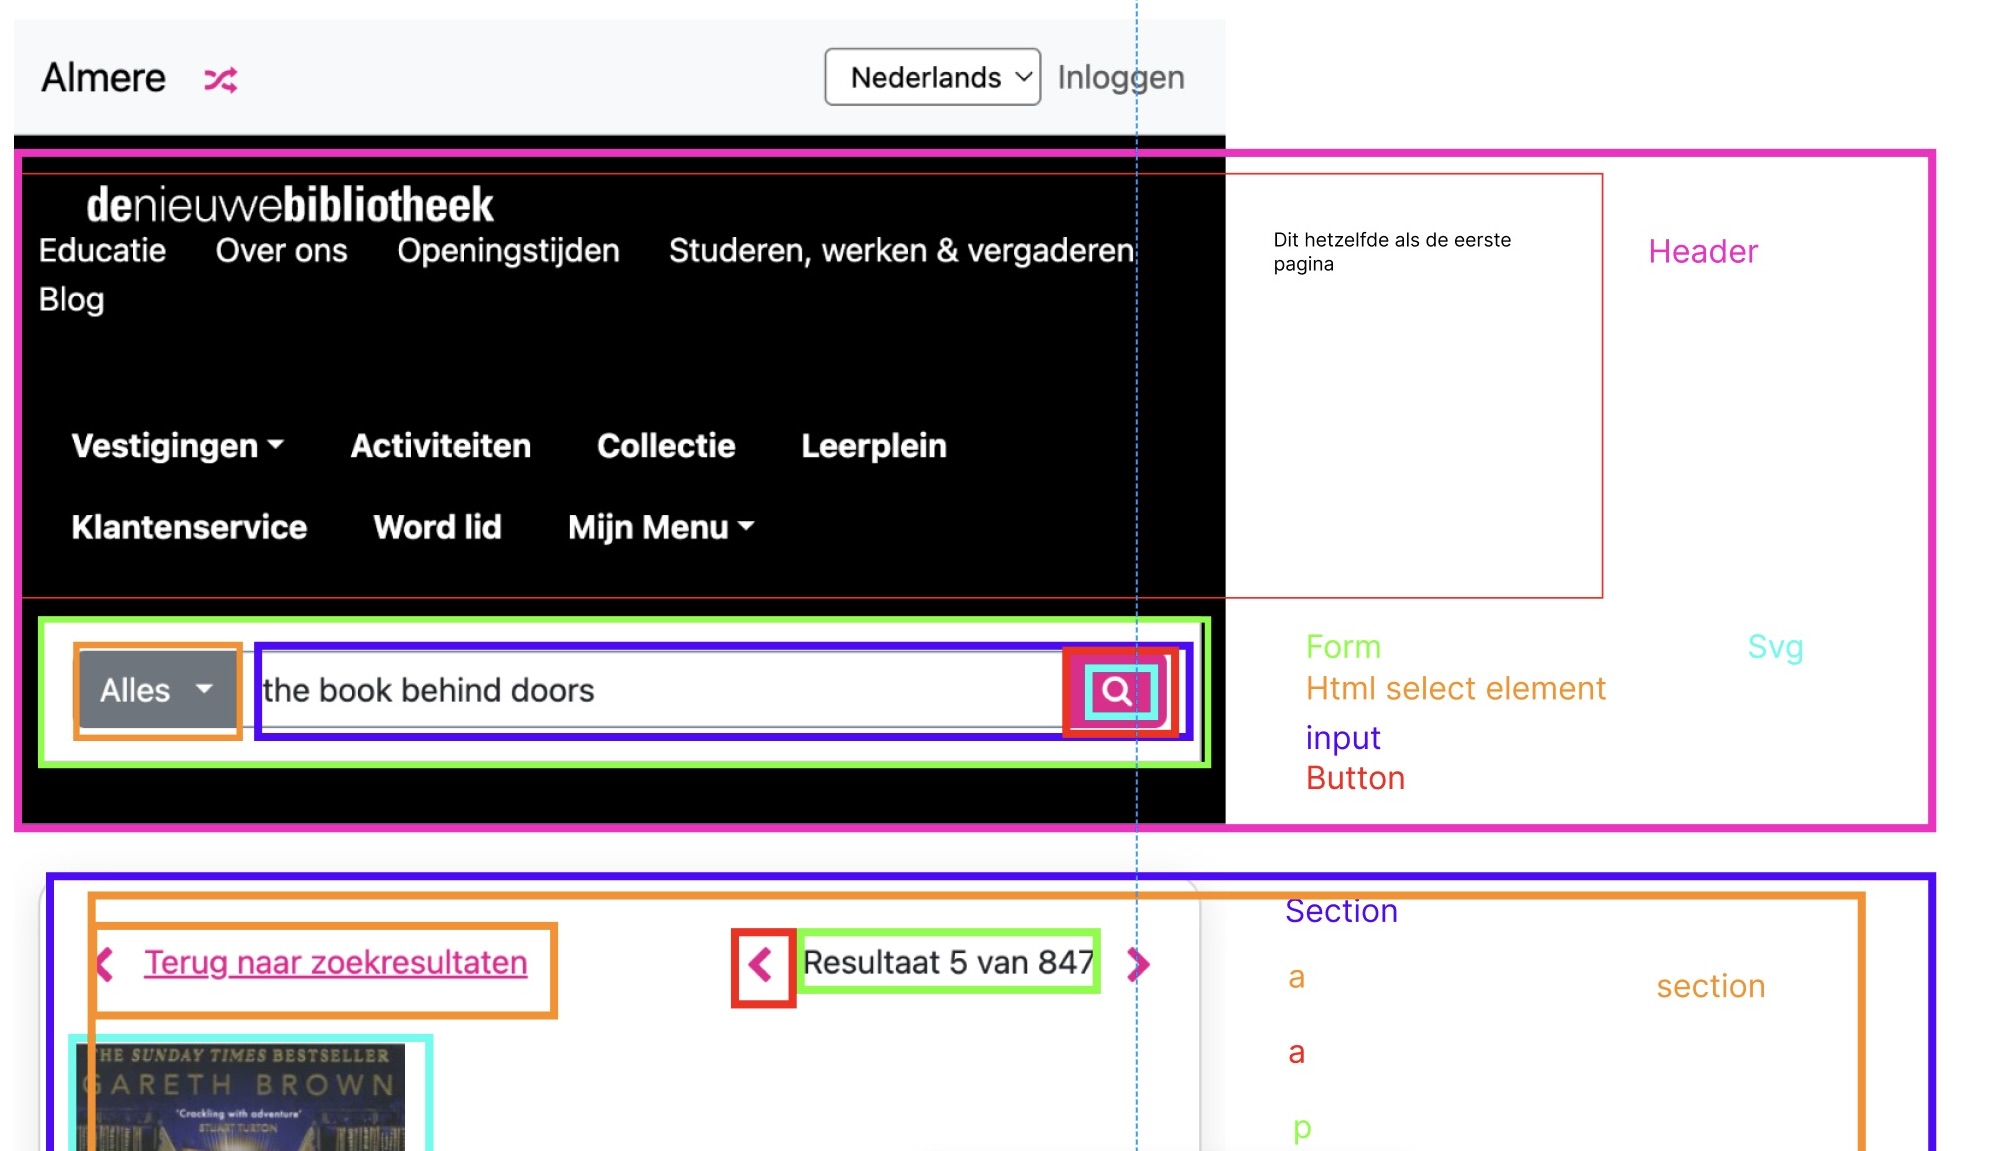 Almere
Nederlands
Inloggen
denieuwebibliotheek
Educatie Over ons Openingstijden Studeren, werken & vergaderen
Blog
Dit hetzelfde als de eerste
pagina
Header
Vestigingen Activiteiten Collectie Leerplein
Klantenservice Word lid Mijn Menu
Alles
the book behind doors
Form
Svg
Html select element
input
Button
Section
Terug naar zoekresultaten
Resultaat 5 van 847
a
section
a
p
THE SUNDAY TIMES BESTSELLER
GARETH BROWN
'Crackling with adventure'
STUART TURTON